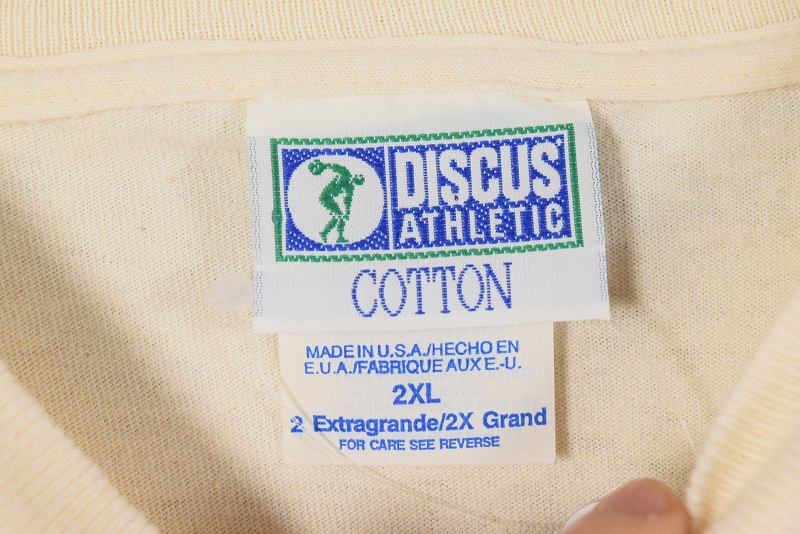 DISCUS
ATHLETIC
COTTON
MADE IN U.S.A./HECHO EN
E.U.A./FABRIQUE AUX E.-U.
2XL
2 Extragrande/2X Grand
FOR CARE SEE REVERSE